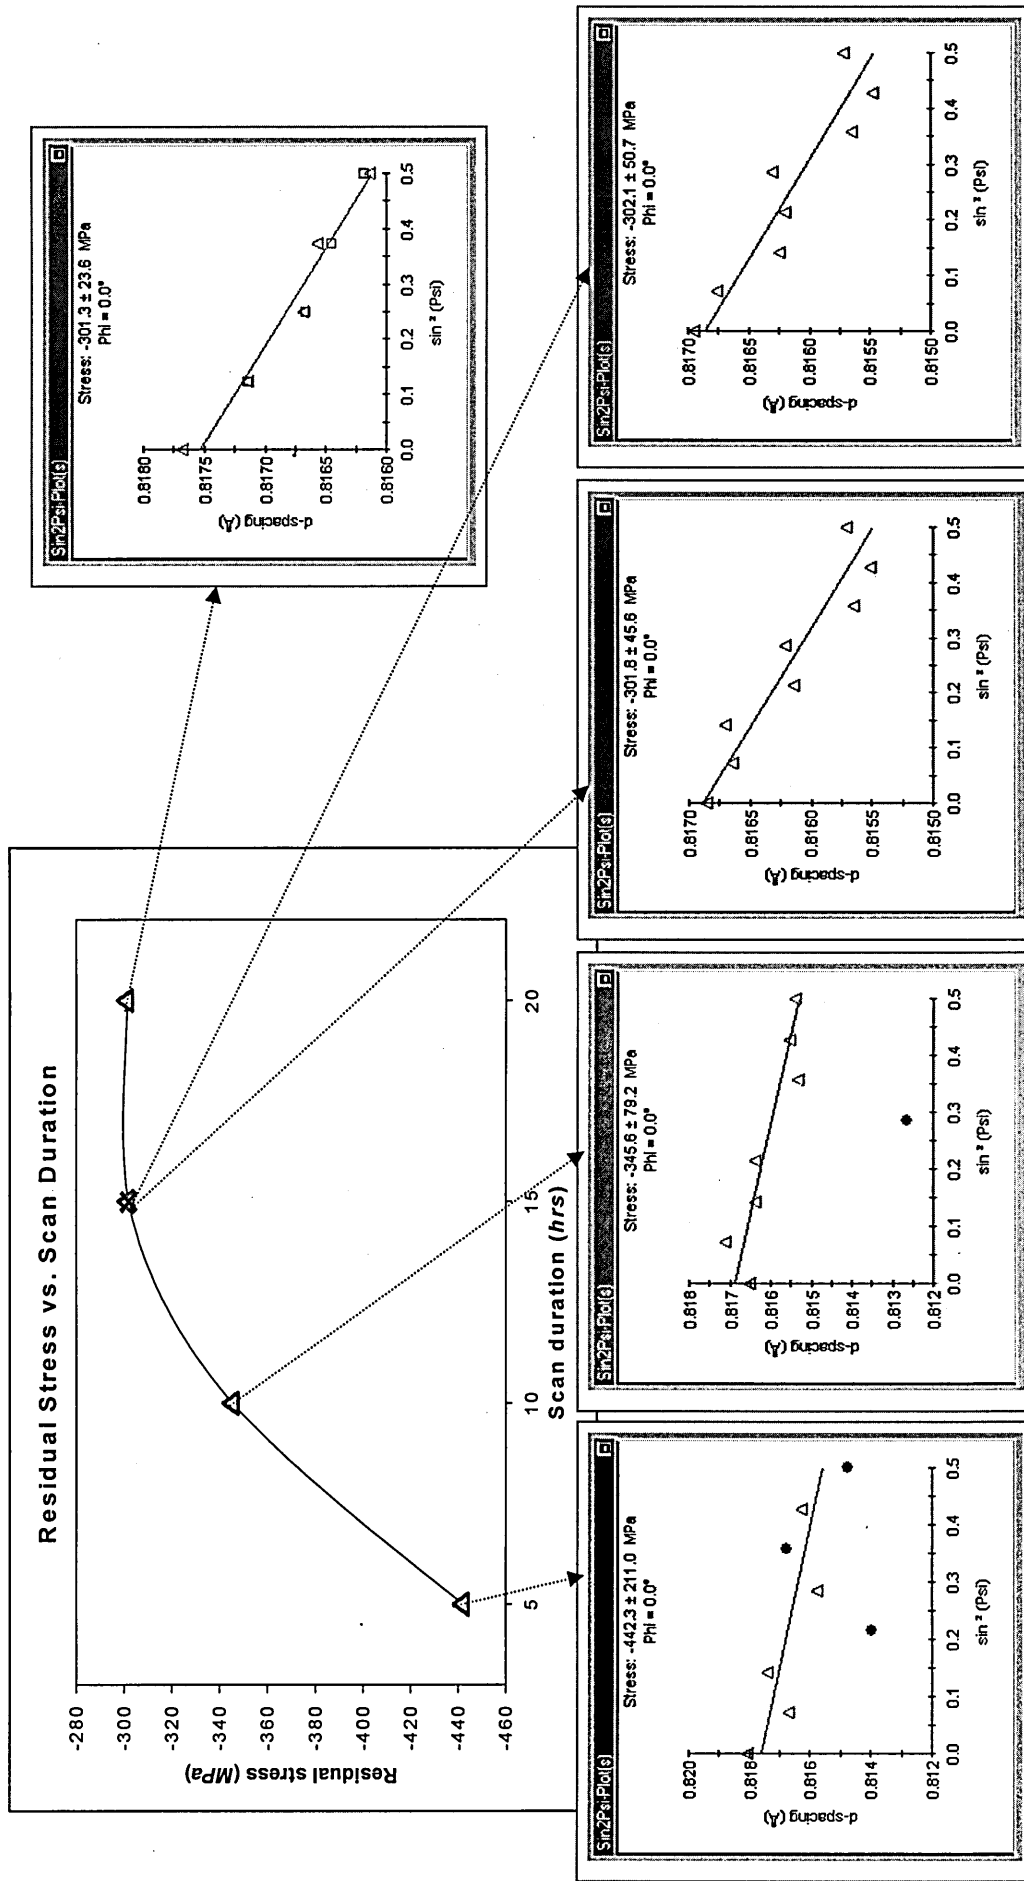 Residual Stress vs. Scan Duration
-280
-300
-320
-340
-360
-380
-400
-420
-440
-460
Residual stress (MPa)
5
10
15
20
Scan duration (hrs)
Sin2Psi-Plot(s)
Stress: -301.3 ± 23.6 MPa
Phi = 0.0°
0.8180
0.8175
0.8170
0.8165
0.8160
d-spacing (Å)
0.0
0.1
0.2
0.3
0.4
0.5
sin ² (Psi)
Sin2Psi-Plot(s)
Stress: -442.3 ± 211.0 MPa
Phi = 0.0°
0.820
0.818
0.816
0.814
0.812
d-spacing (Å)
0.0
0.1
0.2
0.3
0.4
0.5
sin ² (Psi)
Sin2Psi-Plot(s)
Stress: -345.6 ± 79.2 MPa
Phi = 0.0°
0.818
0.817
0.816
0.815
0.814
0.813
0.812
d-spacing (Å)
0.0
0.1
0.2
0.3
0.4
0.5
sin ² (Psi)
Sin2Psi-Plot(s)
Stress: -301.8 ± 45.6 MPa
Phi = 0.0°
0.8170
0.8165
0.8160
0.8155
0.8150
d-spacing (Å)
0.0
0.1
0.2
0.3
0.4
0.5
sin ² (Psi)
Sin2Psi-Plot(s)
Stress: -302.1 ± 50.7 MPa
Phi = 0.0°
0.8170
0.8165
0.8160
0.8155
0.8150
d-spacing (Å)
0.0
0.1
0.2
0.3
0.4
0.5
sin ² (Psi)